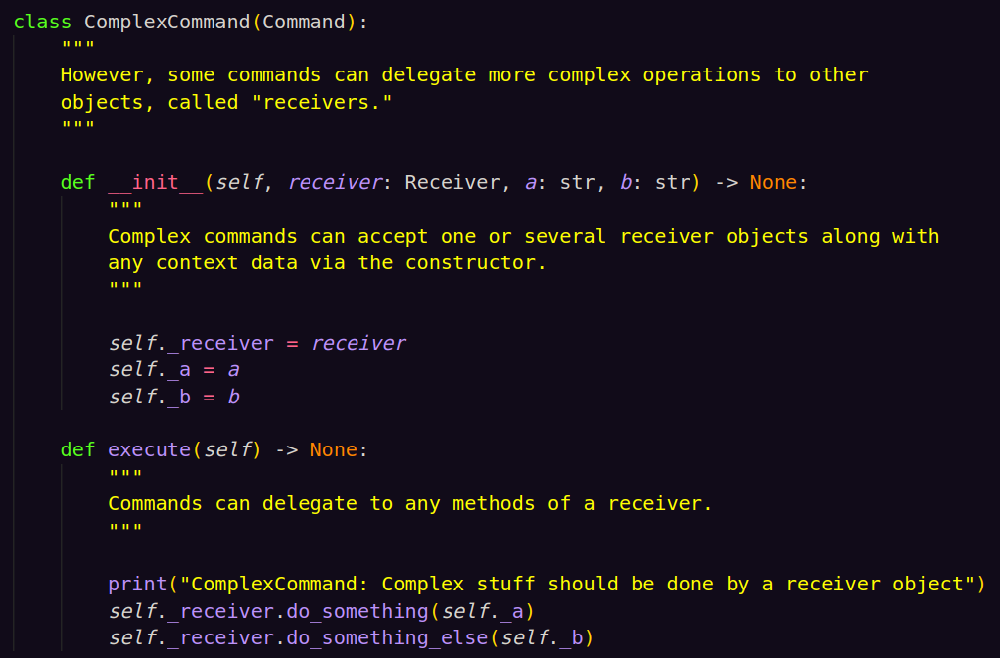 class ComplexCommand(Command):
    """
    However, some commands can delegate more complex operations to other
    objects, called "receivers."
    """

    def __init__(self, receiver: Receiver, a: str, b: str) -> None:
        """
        Complex commands can accept one or several receiver objects along with
        any context data via the constructor.
        """

        self._receiver = receiver
        self._a = a
        self._b = b

    def execute(self) -> None:
        """
        Commands can delegate to any methods of a receiver.
        """

        print("ComplexCommand: Complex stuff should be done by a receiver object")
        self._receiver.do_something(self._a)
        self._receiver.do_something_else(self._b)